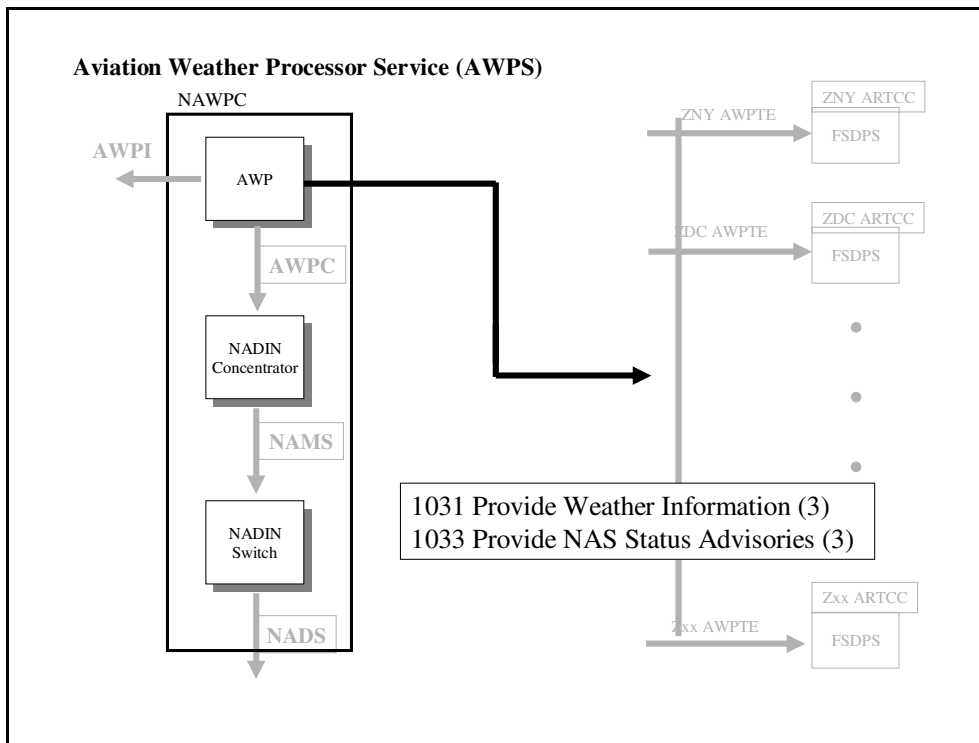 Aviation Weather Processor Service (AWPS)
NAWPC
AWPI
AWP
AWPC
NADIN
Concentrator
NAMS
NADIN
Switch
NADS
ZNY AWPTE
ZNY ARTCC
FSDPS
ZDC AWPTE
ZDC ARTCC
FSDPS
1031 Provide Weather Information (3)
1033 Provide NAS Status Advisories (3)
Zxx AWPTE
Zxx ARTCC
FSDPS